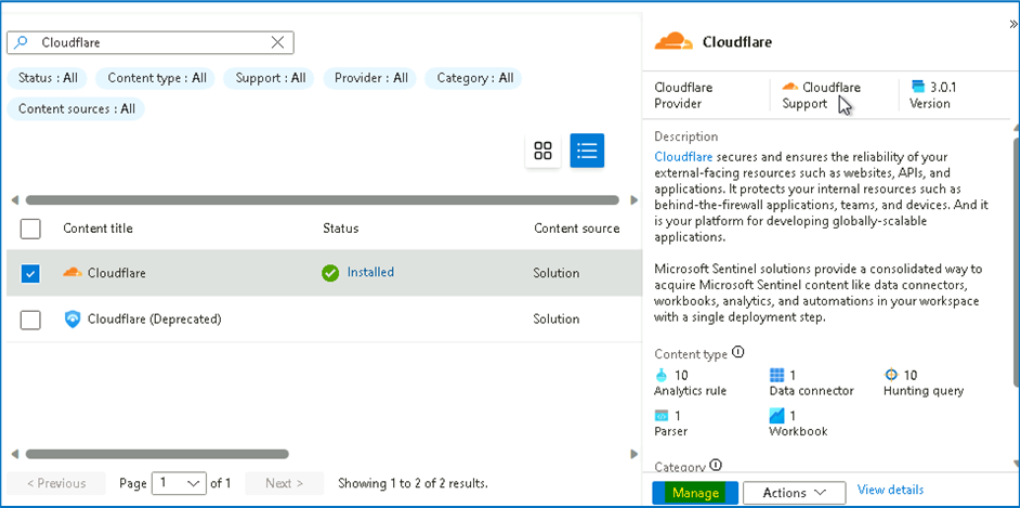 Cloudflare
Status : All
Content type : All
Support : All
Provider : All
Category : All
Content sources : All
Content title
Status
Content source
Cloudflare
Installed
Solution
Cloudflare (Deprecated)
Solution
< Previous
Page 1 of 1
Next >
Showing 1 to 2 of 2 results.
»
Cloudflare
Cloudflare
Provider
Cloudflare
Support
3.0.1
Version
Description
Cloudflare secures and ensures the reliability of your
external-facing resources such as websites, APIs, and
applications. It protects your internal resources such as
behind-the-firewall applications, teams, and devices. And it
is your platform for developing globally-scalable
applications.
Microsoft Sentinel solutions provide a consolidated way to
acquire Microsoft Sentinel content like data connectors,
workbooks, analytics, and automations in your workspace
with a single deployment step.
Content type
10
Analytics rule
1
Data connector
10
Hunting query
1
Parser
1
Workbook
Category
Manage
Actions
View details